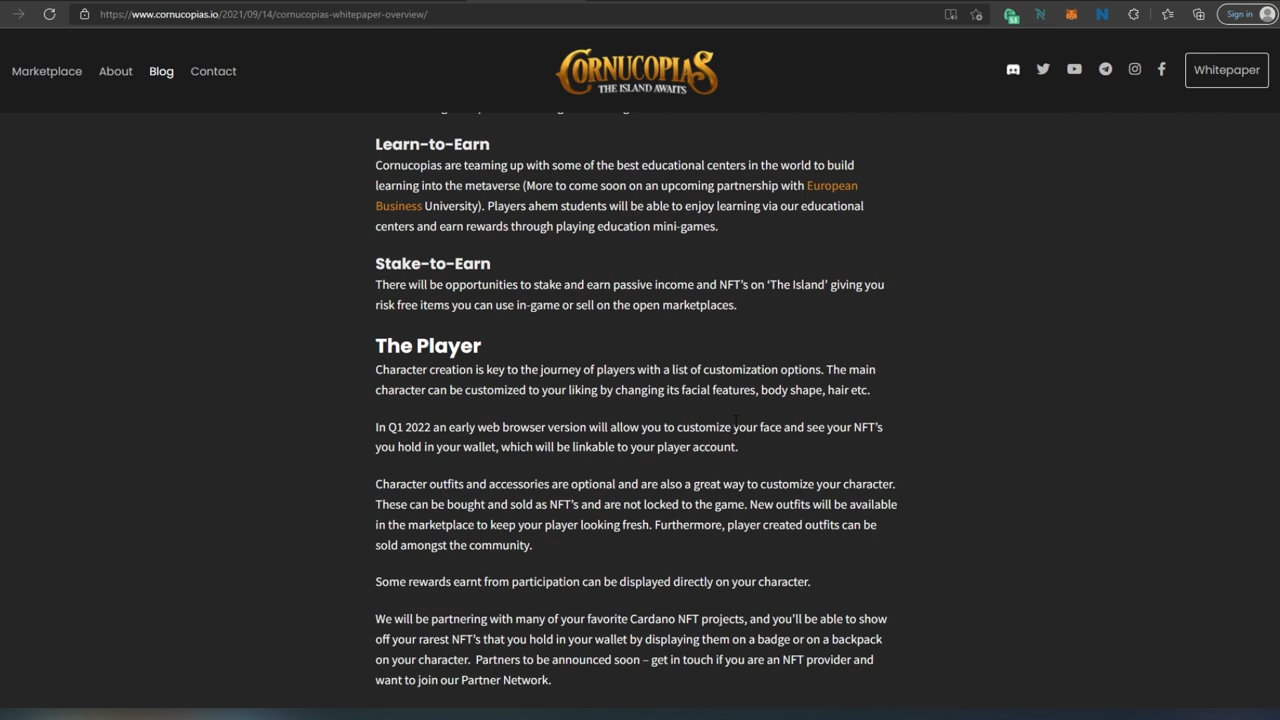 https://www.cornucopias.io/2021/09/14/cornucopias-whitepaper-overview/
53
Sign in
Marketplace
About
Blog
Contact
CORNUCOPIAS
THE ISLAND AWAITS
Whitepaper
Learn-to-Earn
Cornucopias are teaming up with some of the best educational centers in the world to build
learning into the metaverse (More to come soon on an upcoming partnership with European
Business University). Players ahem students will be able to enjoy learning via our educational
centers and earn rewards through playing education mini-games.
Stake-to-Earn
There will be opportunities to stake and earn passive income and NFT's on ‘The Island’ giving you
risk free items you can use in-game or sell on the open marketplaces.
The Player
Character creation is key to the journey of players with a list of customization options. The main
character can be customized to your liking by changing its facial features, body shape, hair etc.
In Q1 2022 an early web browser version will allow you to customize your face and see your NFT's
you hold in your wallet, which will be linkable to your player account.
Character outfits and accessories are optional and are also a great way to customize your character.
These can be bought and sold as NFT's and are not locked to the game. New outfits will be available
in the marketplace to keep your player looking fresh. Furthermore, player created outfits can be
sold amongst the community.
Some rewards earnt from participation can be displayed directly on your character.
We will be partnering with many of your favorite Cardano NFT projects, and you'll be able to show
off your rarest NFT's that you hold in your wallet by displaying them on a badge or on a backpack
on your character.  Partners to be announced soon – get in touch if you are an NFT provider and
want to join our Partner Network.